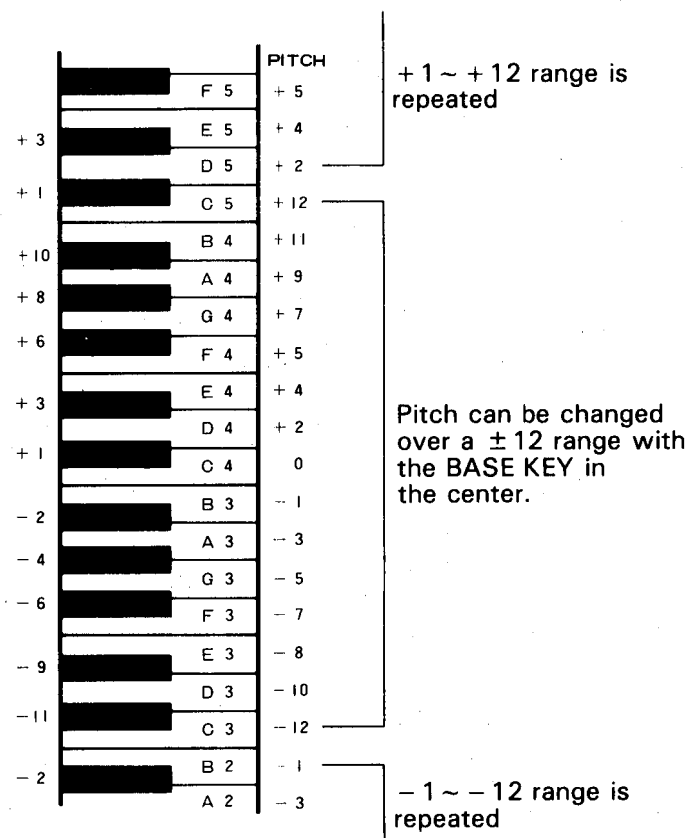 PITCH
F 5 + 5
+ 3 E 5 + 4
D 5 + 2
+ 1 C 5 + 12
B 4 + 11
+ 10 A 4 + 9
+ 8 G 4 + 7
+ 6 F 4 + 5
E 4 + 4
+ 3 D 4 + 2
+ 1 C 4 0
B 3 - 1
- 2 A 3 - 3
- 4 G 3 - 5
- 6 F 3 - 7
E 3 - 8
- 9 D 3 - 10
- 11 C 3 - 12
B 2 - 1
- 2 A 2 - 3
+ 1 ~ + 12 range is
repeated
Pitch can be changed
over a ± 12 range with
the BASE KEY in
the center.
- 1 ~ - 12 range is
repeated